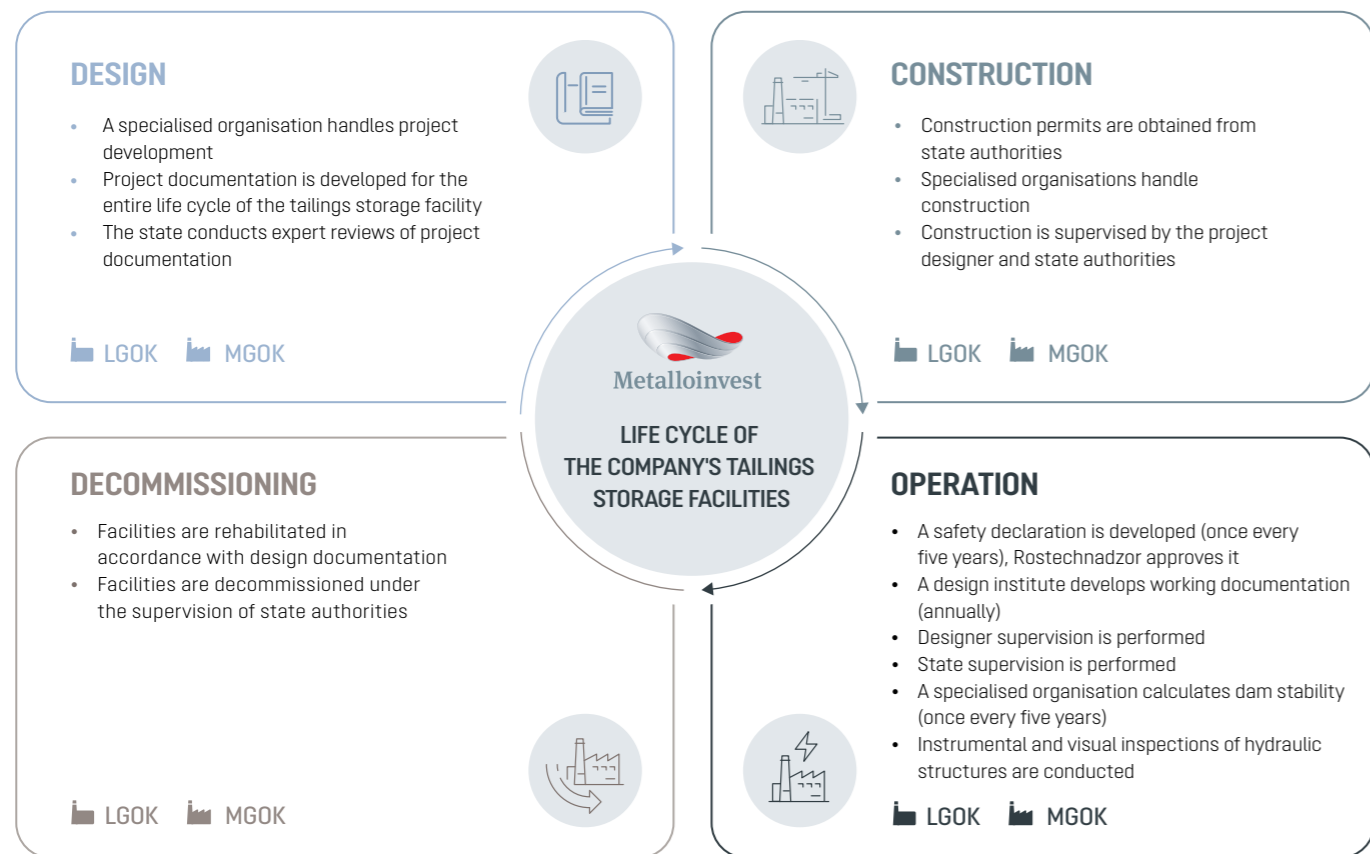 DESIGN
• A specialised organisation handles project
development
• Project documentation is developed for the
entire life cycle of the tailings storage facility
• The state conducts expert reviews of project
documentation
LGOK MGOK
CONSTRUCTION
• Construction permits are obtained from
state authorities
• Specialised organisations handle
construction
• Construction is supervised by the project
designer and state authorities
LGOK MGOK
Metalloinvest
LIFE CYCLE OF
THE COMPANY'S TAILINGS
STORAGE FACILITIES
DECOMMISSIONING
• Facilities are rehabilitated in
accordance with design documentation
• Facilities are decommissioned under
the supervision of state authorities
LGOK MGOK
OPERATION
• A safety declaration is developed (once every
five years), Rostechnadzor approves it
• A design institute develops working documentation
(annually)
• Designer supervision is performed
• State supervision is performed
• A specialised organisation calculates dam stability
(once every five years)
• Instrumental and visual inspections of hydraulic
structures are conducted
LGOK MGOK